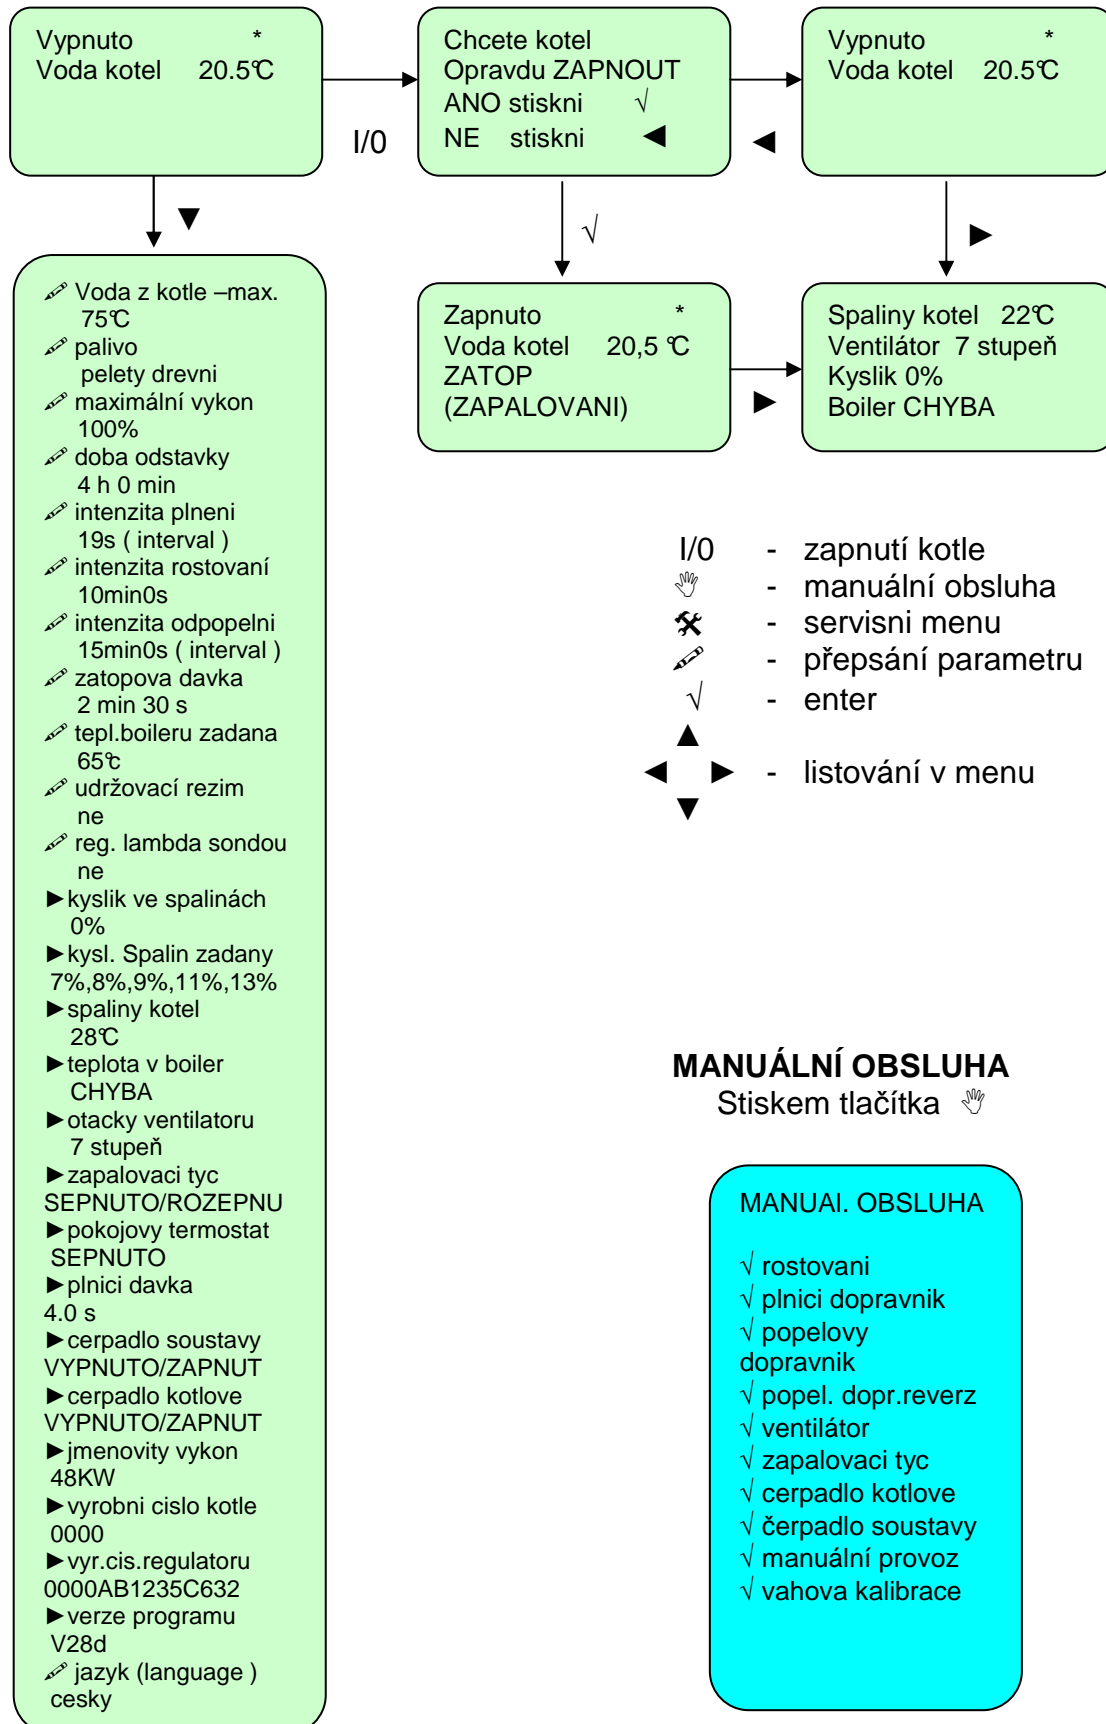 Vypnuto *
Voda kotel 20.5℃
I/0
Chcete kotel
Opravdu ZAPNOUT
ANO stiskni √
NE stiskni ◄
◄
Vypnuto *
Voda kotel 20.5℃
▼
√
►
Zapnuto *
Voda kotel 20,5 ℃
ZATOP
(ZAPALOVANI)
►
Spaliny kotel 22℃
Ventilátor 7 stupeň
Kyslik 0%
Boiler CHYBA
🖉 Voda z kotle –max.
75℃
🖉 palivo
pelety drevni
🖉 maximální vykon
100%
🖉 doba odstavky
4 h 0 min
🖉 intenzita plneni
19s ( interval )
🖉 intenzita rostovaní
10min0s
🖉 intenzita odpopelni
15min0s ( interval )
🖉 zatopova davka
2 min 30 s
🖉 tepl.boileru zadana
65°c
🖉 udržovací rezim
ne
🖉 reg. lambda sondou
ne
►kyslik ve spalinách
0%
►kysl. Spalin zadany
7%,8%,9%,11%,13%
►spaliny kotel
28℃
►teplota v boiler
CHYBA
►otacky ventilatoru
7 stupeň
►zapalovaci tyc
SEPNUTO/ROZEPNU
►pokojovy termostat
SEPNUTO
►plnici davka
4.0 s
►cerpadlo soustavy
VYPNUTO/ZAPNUT
►cerpadlo kotlove
VYPNUTO/ZAPNUT
►jmenovity vykon
48KW
►vyrobni cislo kotle
0000
►vyr.cis.regulatoru
0000AB1235C632
►verze programu
V28d
🖉 jazyk (language )
cesky
I/0 - zapnutí kotle
🖑 - manuální obsluha
🛠 - servisni menu
🖉 - přepsání parametru
√ - enter
▲
◄ ► - listování v menu
▼
MANUÁLNÍ OBSLUHA
Stiskem tlačítka 🖑
MANUAl. OBSLUHA
√ rostovani
√ plnici dopravnik
√ popelovy
dopravnik
√ popel. dopr.reverz
√ ventilátor
√ zapalovaci tyc
√ cerpadlo kotlove
√ čerpadlo soustavy
√ manuální provoz
√ vahova kalibrace